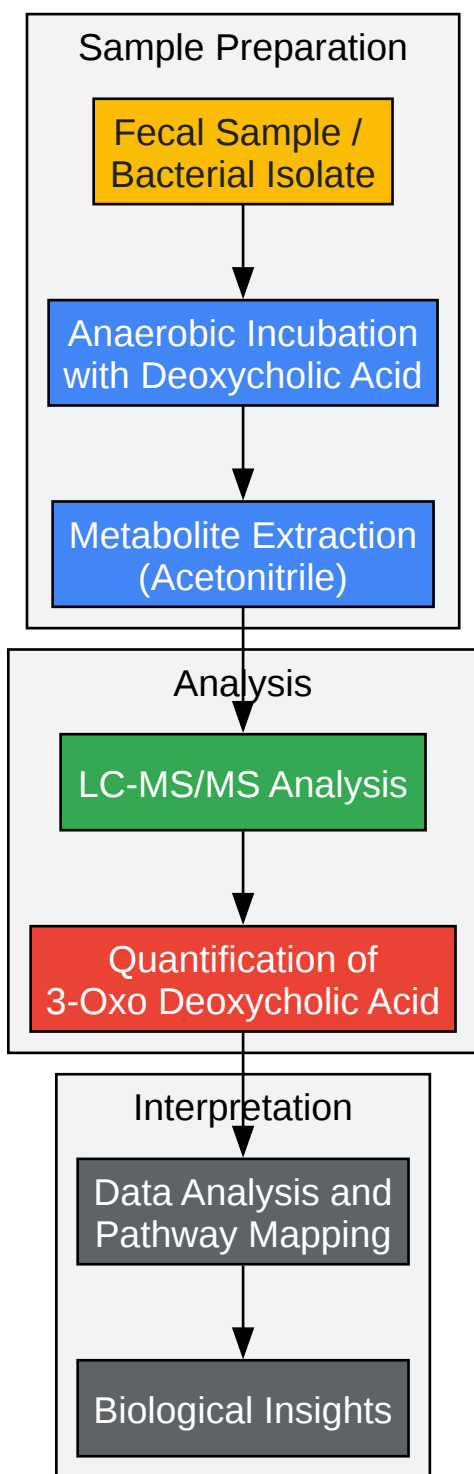 Sample Preparation
Fecal Sample /
Bacterial Isolate
Anaerobic Incubation
with Deoxycholic Acid
Metabolite Extraction
(Acetonitrile)
Analysis
LC-MS/MS Analysis
Quantification of
3-Oxo Deoxycholic Acid
Interpretation
Data Analysis and
Pathway Mapping
Biological Insights